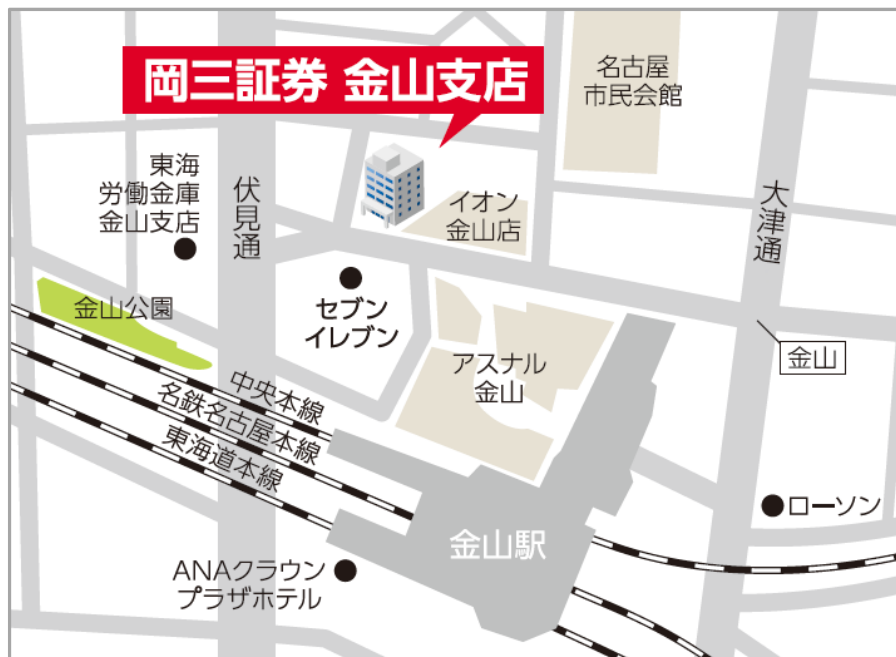 岡三証券 金山支店
名古屋
市民会館
東海
労働金庫
金山支店
伏見通
イオン
金山店
大津通
金山公園
セブン
イレブン
アスナル
金山
金山
中央本線
名鉄名古屋本線
東海道本線
ローソン
金山駅
ANAクラウン
プラザホテル